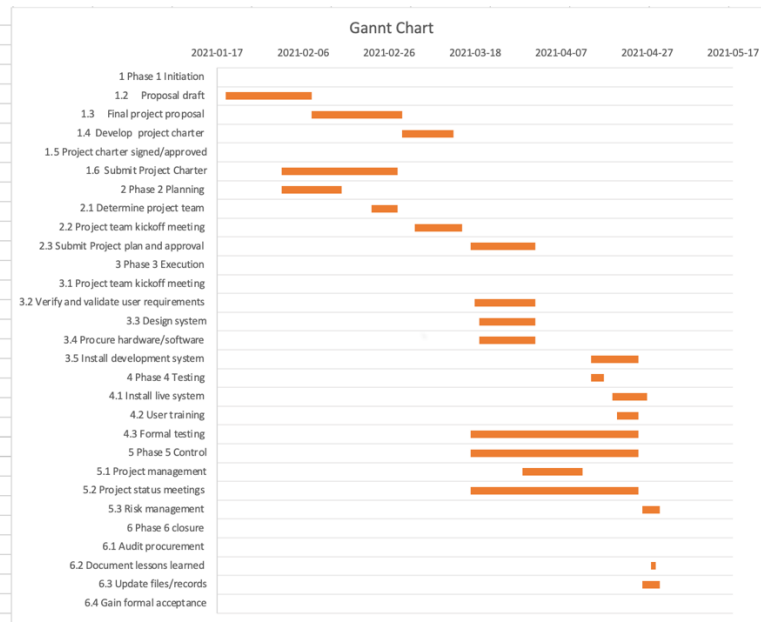 Gannt Chart
2021-01-17 2021-02-06 2021-02-26 2021-03-18 2021-04-07 2021-04-27 2021-05-17
1 Phase 1 Initiation
1.2 Proposal draft
1.3 Final project proposal
1.4 Develop project charter
1.5 Project charter signed/approved
1.6 Submit Project Charter
2 Phase 2 Planning
2.1 Determine project team
2.2 Project team kickoff meeting
2.3 Submit Project plan and approval
3 Phase 3 Execution
3.1 Project team kickoff meeting
3.2 Verify and validate user requirements
3.3 Design system
3.4 Procure hardware/software
3.5 Install development system
4 Phase 4 Testing
4.1 Install live system
4.2 User training
4.3 Formal testing
5 Phase 5 Control
5.1 Project management
5.2 Project status meetings
5.3 Risk management
6 Phase 6 closure
6.1 Audit procurement
6.2 Document lessons learned
6.3 Update files/records
6.4 Gain formal acceptance